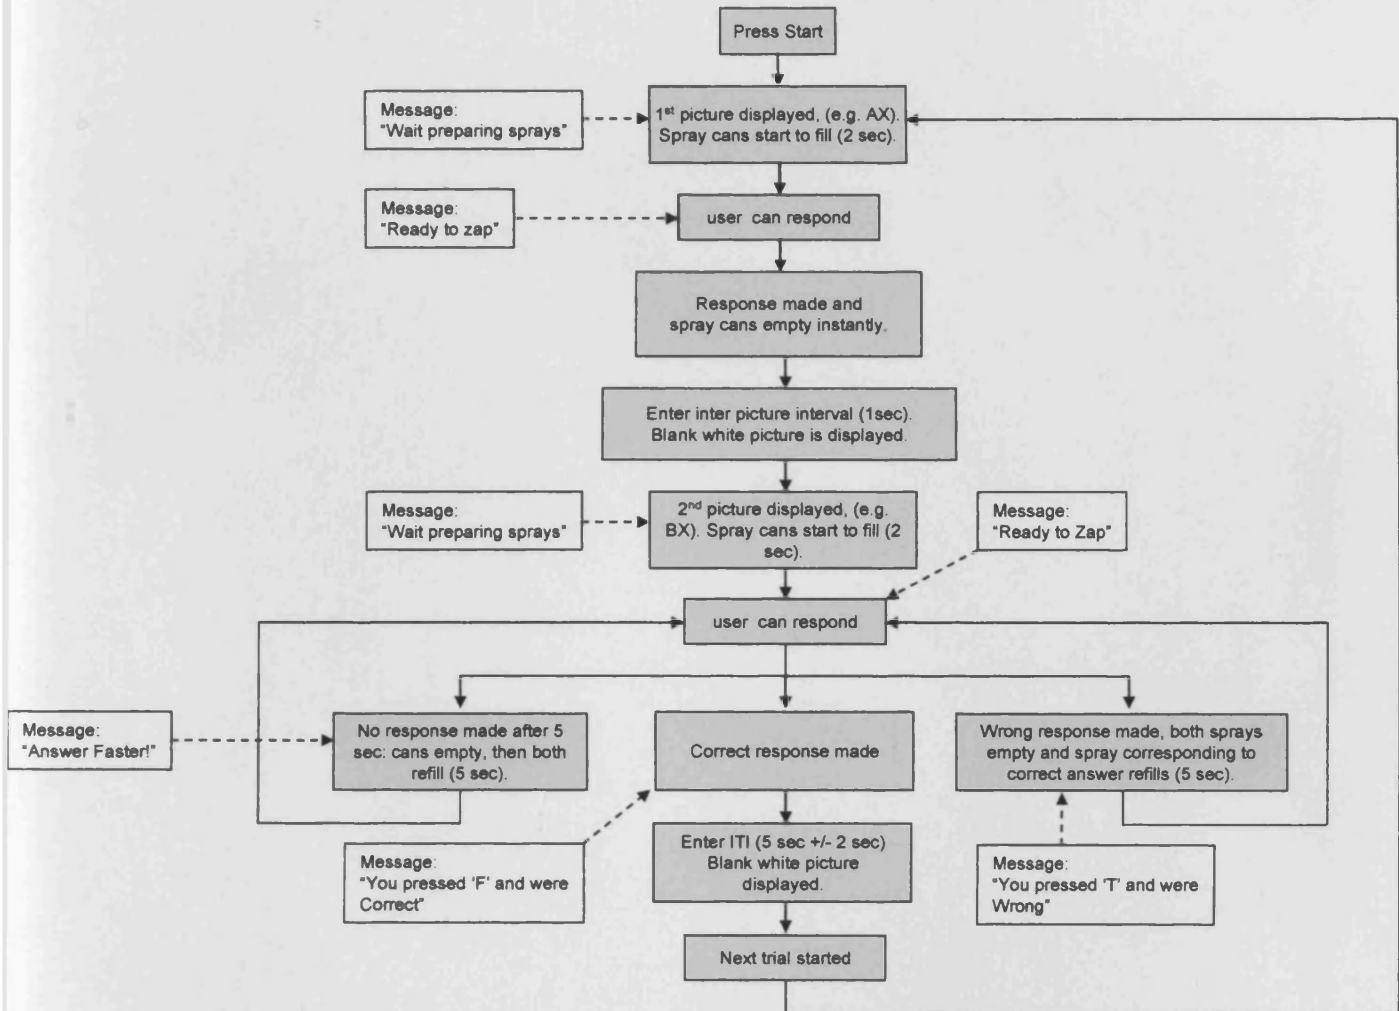 Press Start
Message:
"Wait preparing sprays"
1st picture displayed, (e.g. AX).
Spray cans start to fill (2 sec).
Message:
"Ready to zap"
user can respond
Response made and
spray cans empty instantly.
Enter inter picture interval (1sec).
Blank white picture is displayed.
Message:
"Wait preparing sprays"
2nd picture displayed, (e.g.
BX). Spray cans start to fill (2
sec).
Message:
"Ready to Zap"
user can respond
Message:
"Answer Faster!"
No response made after 5
sec: cans empty, then both
refill (5 sec).
Correct response made
Wrong response made, both sprays
empty and spray corresponding to
correct answer refills (5 sec).
Message:
"You pressed 'F' and were
Correct"
Enter ITI (5 sec +/- 2 sec)
Blank white picture
displayed.
Message:
"You pressed 'T' and were
Wrong"
Next trial started